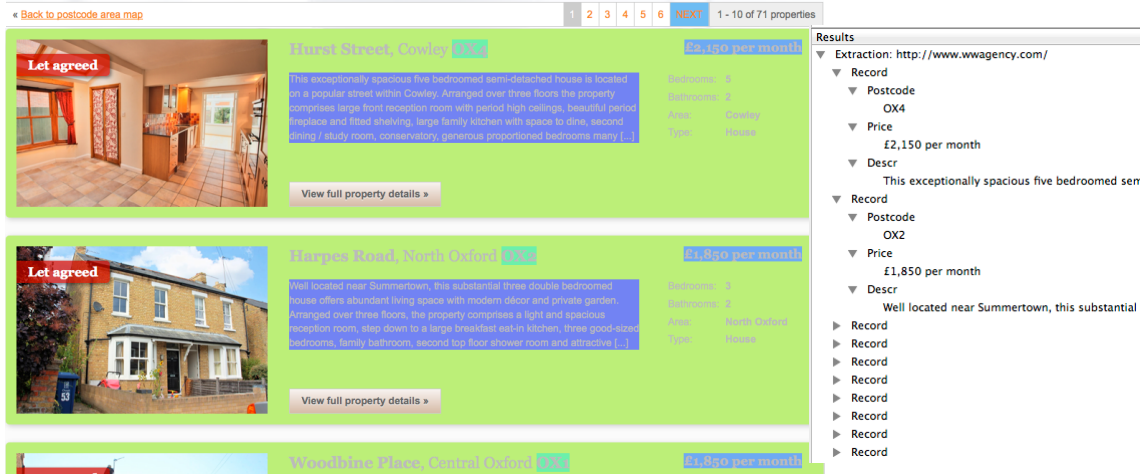 « Back to postcode area map
1 2 3 4 5 6 NEXT 1 - 10 of 71 properties
Let agreed
Hurst Street, Cowley OX4
£2,150 per month
This exceptionally spacious five bedroomed semi-detached house is located
on a popular street within Cowley. Arranged over three floors the property
comprises large front reception room with period high ceilings, beautiful period
fireplace and fitted shelving, large family kitchen with space to dine, second
dining / study room, conservatory, generous proportioned bedrooms many [...]
Bedrooms: 5
Bathrooms: 2
Area: Cowley
Type: House
View full property details »
Let agreed
Harpes Road, North Oxford OX2
£1,850 per month
Well located near Summertown, this substantial three double bedroomed
house offers abundant living space with modern décor and private garden.
Arranged over three floors, the property comprises a light and spacious
reception room, step down to a large breakfast eat-in kitchen, three good-sized
bedrooms, family bathroom, second top floor shower room and attractive [...]
Bedrooms: 3
Bathrooms: 2
Area: North Oxford
Type: House
53
View full property details »
Woodbine Place, Central Oxford OX1
£1,850 per month
Results
Extraction: http://www.wwagency.com/
Record
Postcode
OX4
Price
£2,150 per month
Descr
This exceptionally spacious five bedroomed sem
Record
Postcode
OX2
Price
£1,850 per month
Descr
Well located near Summertown, this substantial
Record
Record
Record
Record
Record
Record
Record
Record